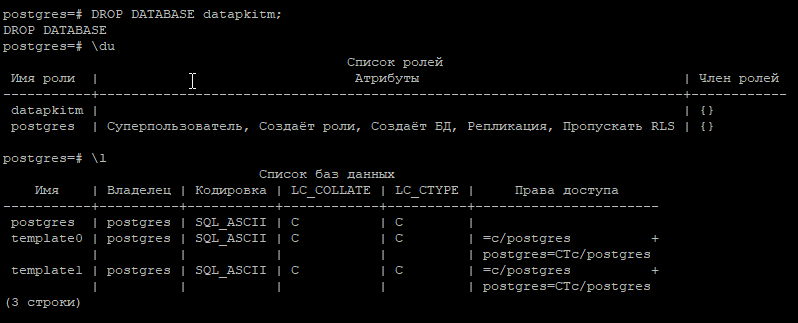 postgres=# DROP DATABASE datapkitm;
DROP DATABASE
postgres=# \du
                                             Список ролей
 Имя роли  |                                Атрибуты                                 | Член ролей
-----------+-------------------------------------------------------------------------+------------
 datapkitm |                                                                         | {}
 postgres  | Суперпользователь, Создаёт роли, Создаёт БД, Репликация, Пропускать RLS | {}

postgres=# \l
                                 Список баз данных
    Имя    | Владелец | Кодировка | LC_COLLATE | LC_CTYPE |     Права доступа
-----------+----------+-----------+------------+----------+-----------------------
 postgres  | postgres | SQL_ASCII | C          | C        |
 template0 | postgres | SQL_ASCII | C          | C        | =c/postgres          +
           |          |           |            |          | postgres=CTc/postgres
 template1 | postgres | SQL_ASCII | C          | C        | =c/postgres          +
           |          |           |            |          | postgres=CTc/postgres
(3 строки)